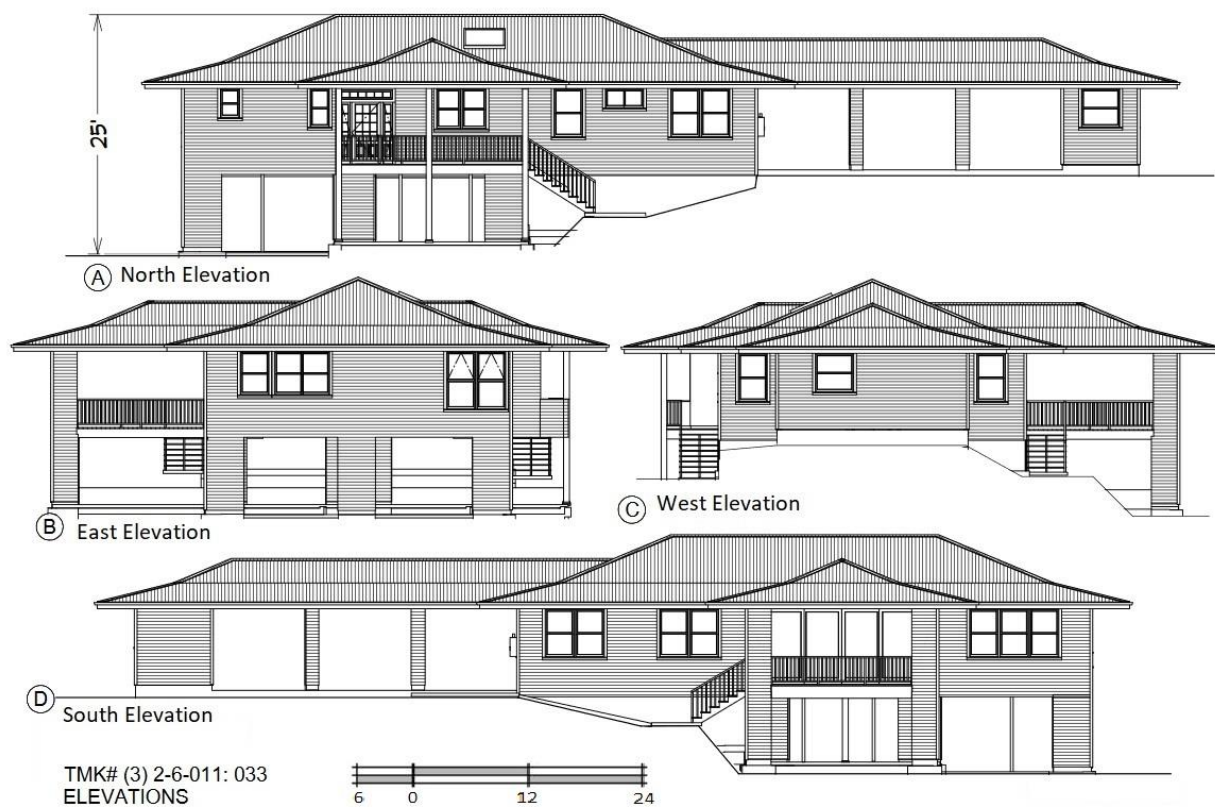 25'
A North Elevation
B East Elevation
C West Elevation
D South Elevation
TMK# (3) 2-6-011: 033
ELEVATIONS
6 0 12 24